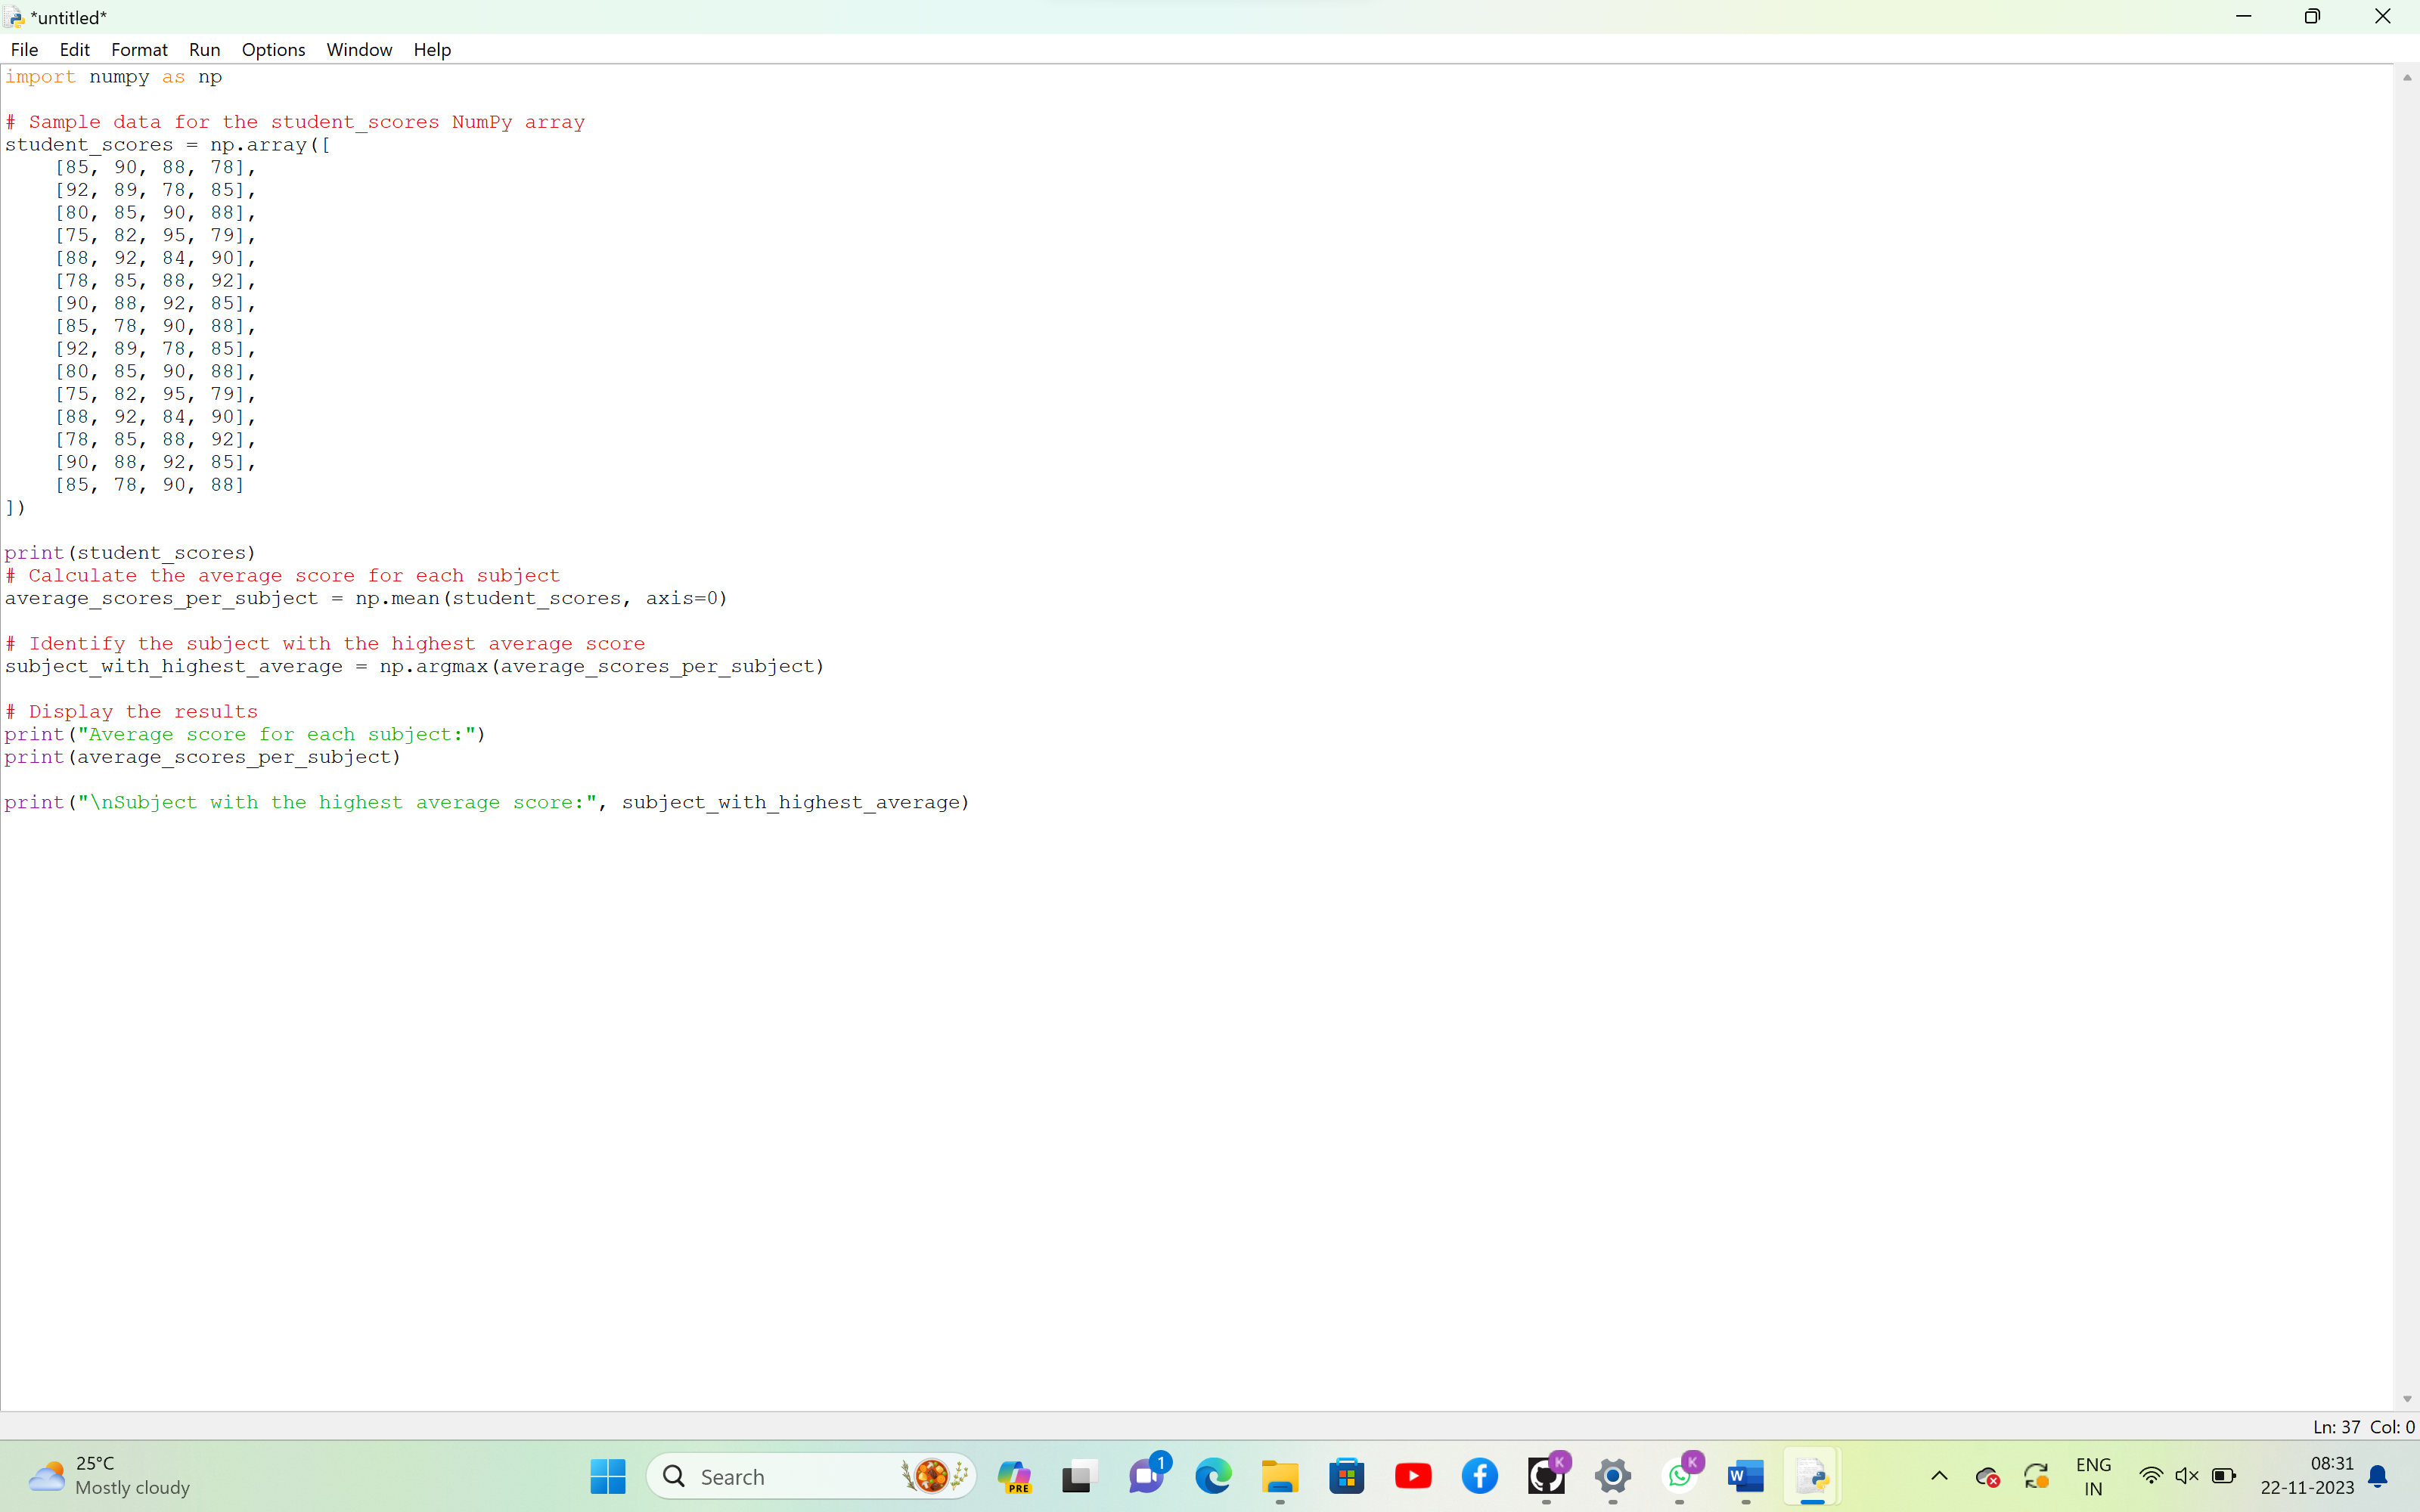 *untitled*
File Edit Format Run Options Window Help
import numpy as np

# Sample data for the student_scores NumPy array
student_scores = np.array([
    [85, 90, 88, 78],
    [92, 89, 78, 85],
    [80, 85, 90, 88],
    [75, 82, 95, 79],
    [88, 92, 84, 90],
    [78, 85, 88, 92],
    [90, 88, 92, 85],
    [85, 78, 90, 88],
    [92, 89, 78, 85],
    [80, 85, 90, 88],
    [75, 82, 95, 79],
    [88, 92, 84, 90],
    [78, 85, 88, 92],
    [90, 88, 92, 85],
    [85, 78, 90, 88]
])

print(student_scores)
# Calculate the average score for each subject
average_scores_per_subject = np.mean(student_scores, axis=0)

# Identify the subject with the highest average score
subject_with_highest_average = np.argmax(average_scores_per_subject)

# Display the results
print("Average score for each subject:")
print(average_scores_per_subject)

print("\nSubject with the highest average score:", subject_with_highest_average)
Ln: 37 Col: 0
25°C
Mostly cloudy
Search
PRE
1
K
K
W
ENG
IN
08:31
22-11-2023